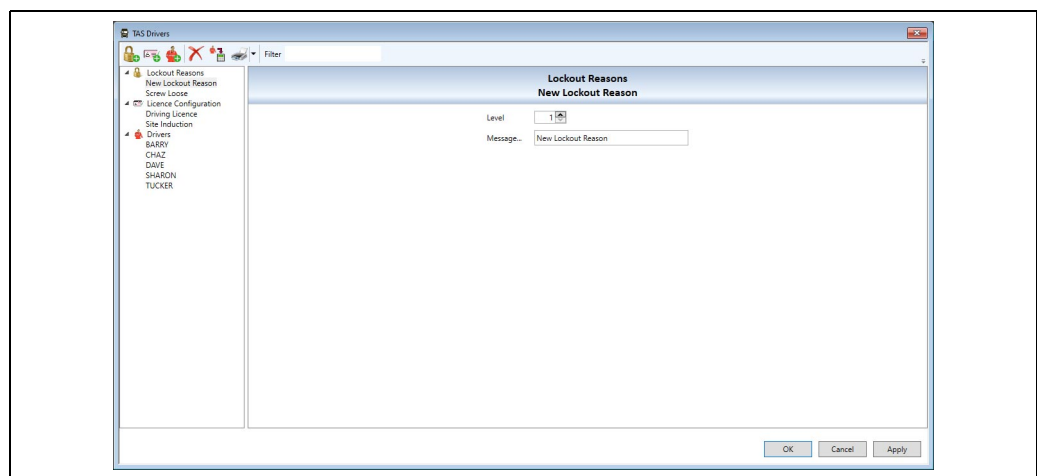 TAS Drivers
Filter
Lockout Reasons
New Lockout Reason
Screw Loose
Licence Configuration
Driving Licence
Site Induction
Drivers
BARRY
CHAZ
DAVE
SHARON
TUCKER
Lockout Reasons
New Lockout Reason
Level 1
Message... New Lockout Reason
OK Cancel Apply